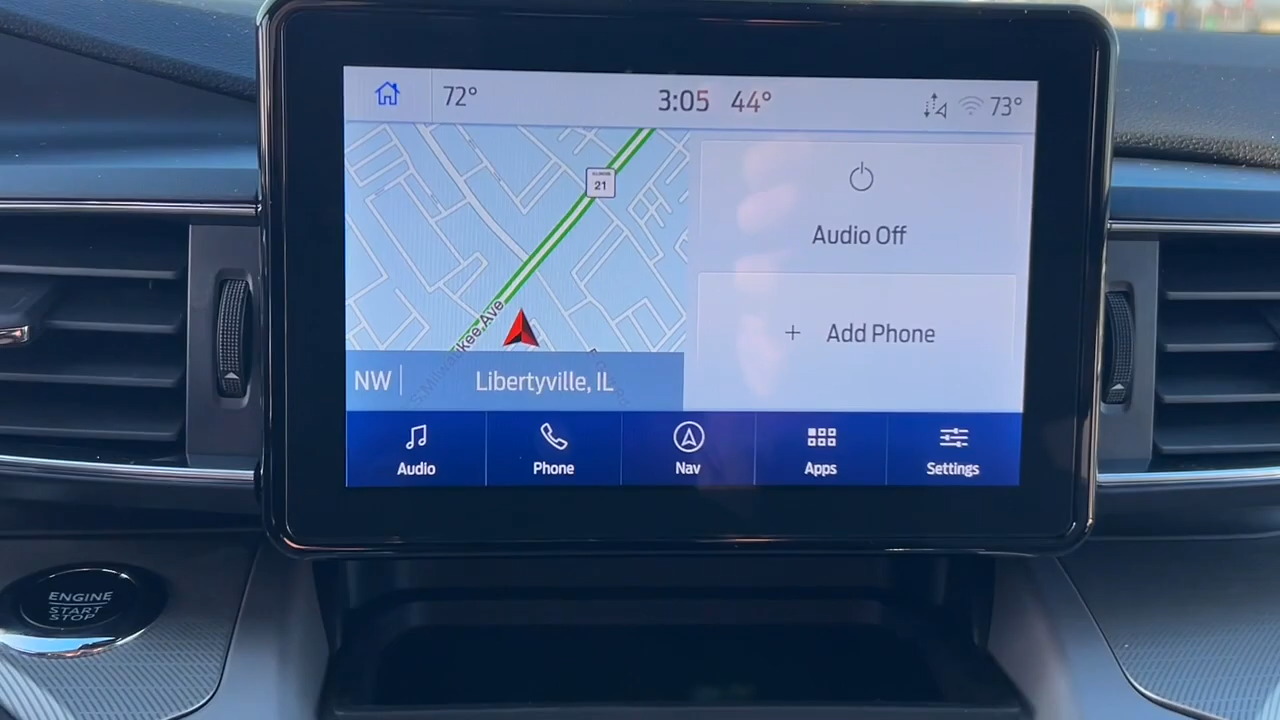 72°
3:05 44°
73°
ILLINOIS
21
Audio Off
+ Add Phone
S Milwaukee Ave
NW
Libertyville, IL
Audio
Phone
Nav
Apps
Settings
ENGINE
START
STOP